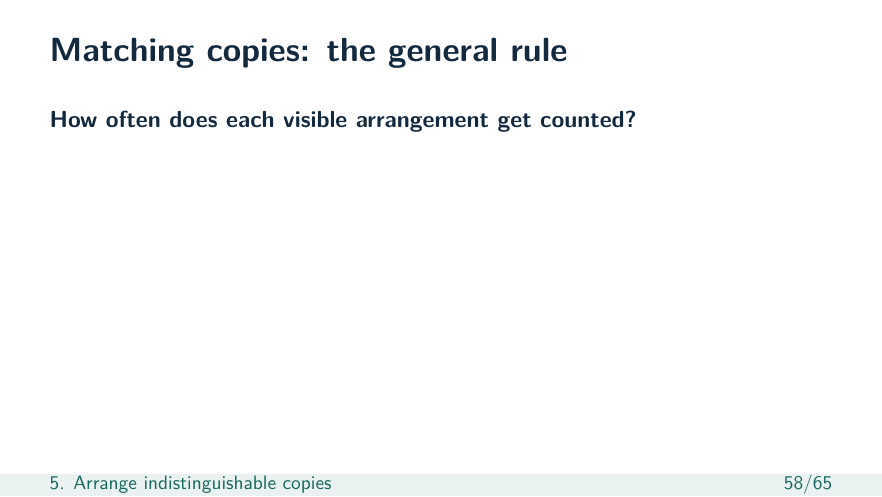 Matching copies: the general rule
How often does each visible arrangement get counted?
5. Arrange indistinguishable copies
58/65